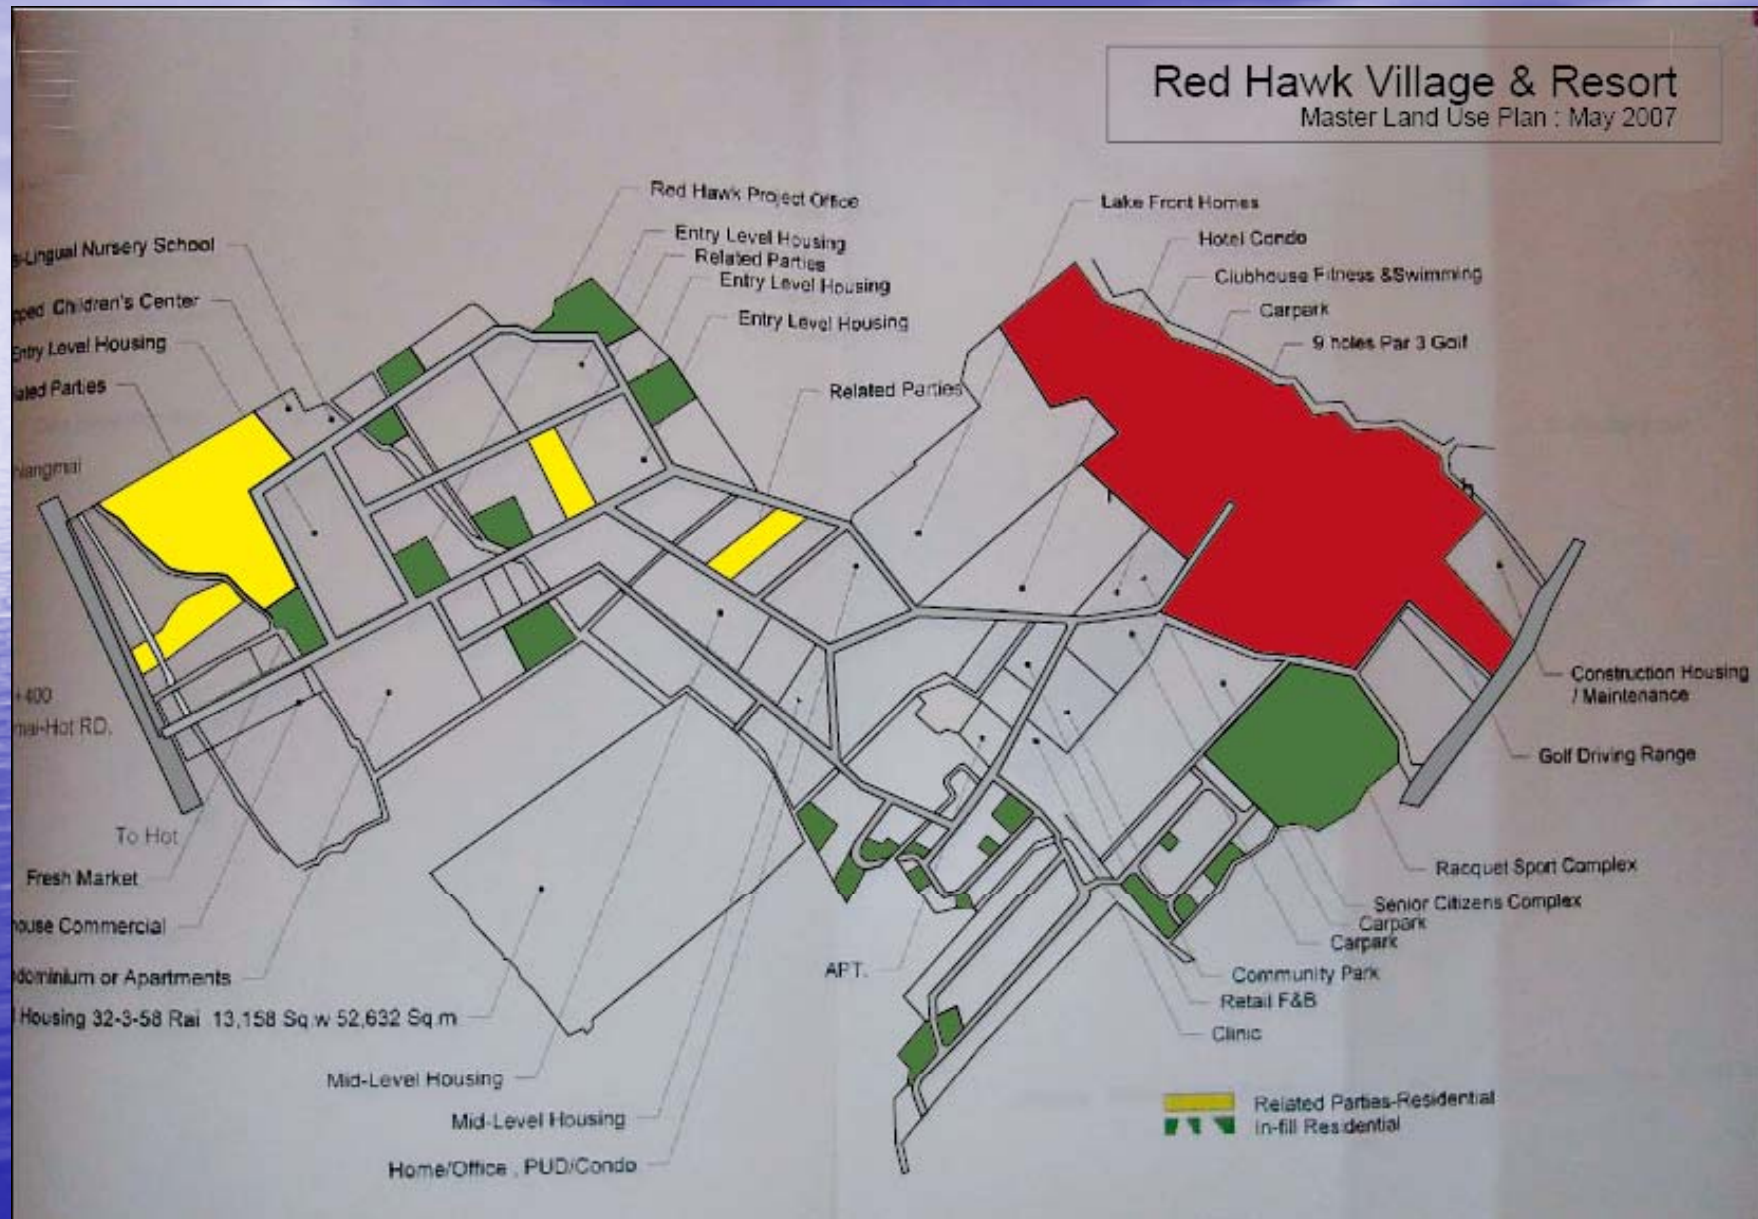 Red Hawk Village & Resort
Master Land Use Plan : May 2007
Red Hawk Project Office
Entry Level Housing
Related Parties
Entry Level Housing
Entry Level Housing
Related Parties
Lake Front Homes
Hotel Condo
Clubhouse Fitness &Swimming
Carpark
9 holes Par 3 Golf
-Lingual Nursery School
Children's Center
Entry Level Housing
Parties
+400
-Hot RD.
To Hot
Fresh Market
Commercial
or Apartments
Housing 32-3-58 Rai 13,158 Sq.w 52,632 Sq.m
Mid-Level Housing
Mid-Level Housing
Home/Office , PUD/Condo
APT.
Construction Housing
/ Maintenance
Golf Driving Range
Racquet Sport Complex
Senior Citizens Complex
Carpark
Carpark
Community Park
Retail F&B
Clinic
Related Parties-Residential
In-fill Residential